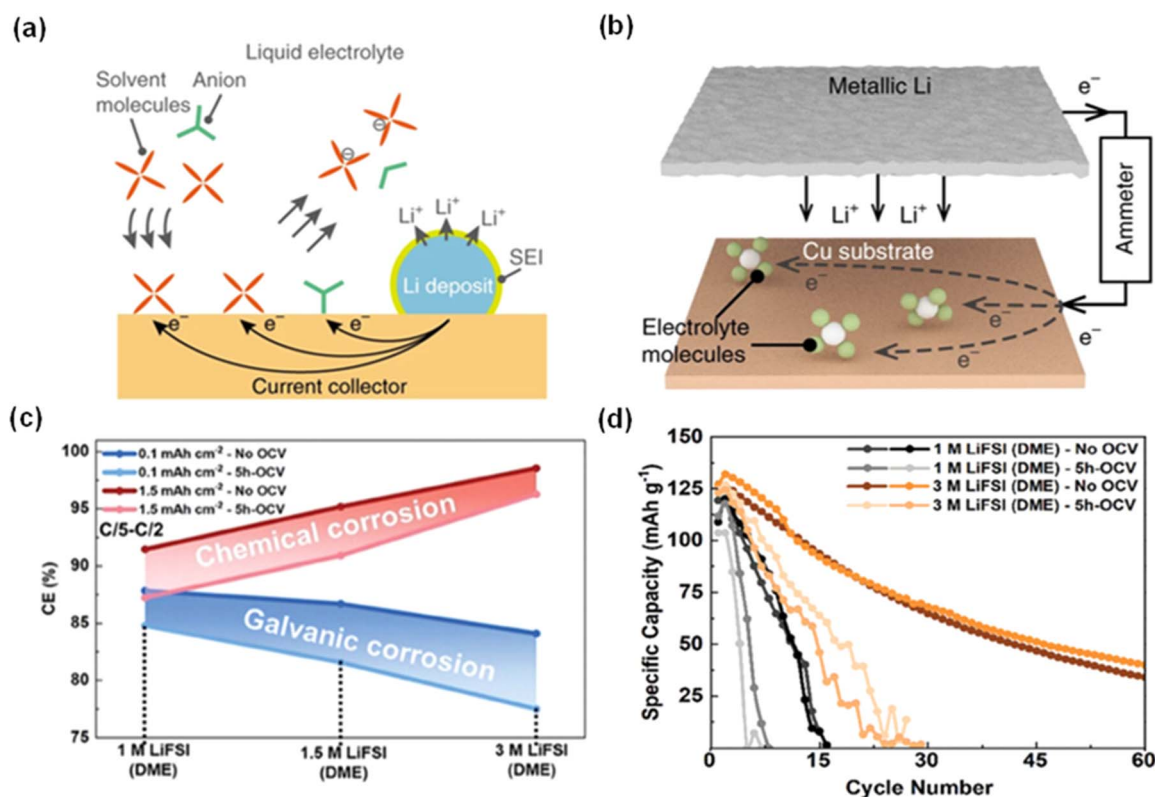 (a)
Liquid electrolyte
Solvent
molecules
Anion
⊖
⊖
Li⁺
Li⁺
Li⁺
SEI
Li deposit
e⁻
e⁻
e⁻
Current collector
(b)
Metallic Li
e⁻
Ammeter
Li⁺
Li⁺
Cu substrate
e⁻
e⁻
e⁻
e⁻
Electrolyte
molecules
(c)
100
95
90
85
80
75
CE (%)
0.1 mAh cm⁻² - No OCV
0.1 mAh cm⁻² - 5h-OCV
1.5 mAh cm⁻² - No OCV
1.5 mAh cm⁻² - 5h-OCV
C/5-C/2
Chemical corrosion
Galvanic corrosion
1 M LiFSI
(DME)
1.5 M LiFSI
(DME)
3 M LiFSI
(DME)
(d)
150
125
100
75
50
25
Specific Capacity (mAh g⁻¹)
1 M LiFSI (DME) - No OCV
1 M LiFSI (DME) - 5h-OCV
3 M LiFSI (DME) - No OCV
3 M LiFSI (DME) - 5h-OCV
0
15
30
45
60
Cycle Number